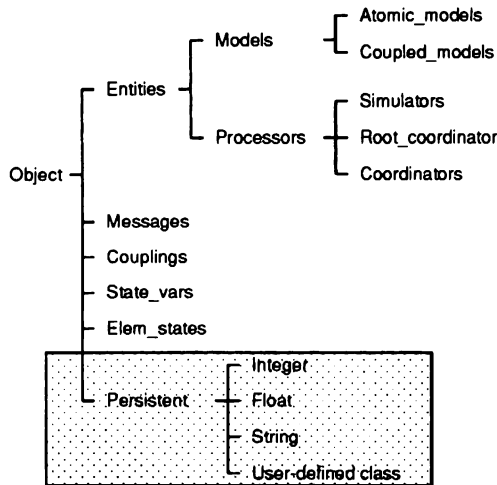 Atomic_models
Models
Coupled_models
Entities
Simulators
Processors
Root_coordinator
Object
Coordinators
Messages
Couplings
State_vars
Elem_states
Integer
Persistent
Float
String
User-defined class